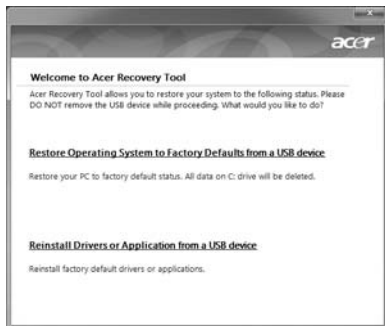 acer
Welcome to Acer Recovery Tool
Acer Recovery Tool allows you to restore your system to the following status. Please
DO NOT remove the USB device while proceeding. What would you like to do?
Restore Operating System to Factory Defaults from a USB device
Restore your PC to factory default status. All data on C: drive will be deleted.
Reinstall Drivers or Application from a USB device
Reinstall factory default drivers or applications.